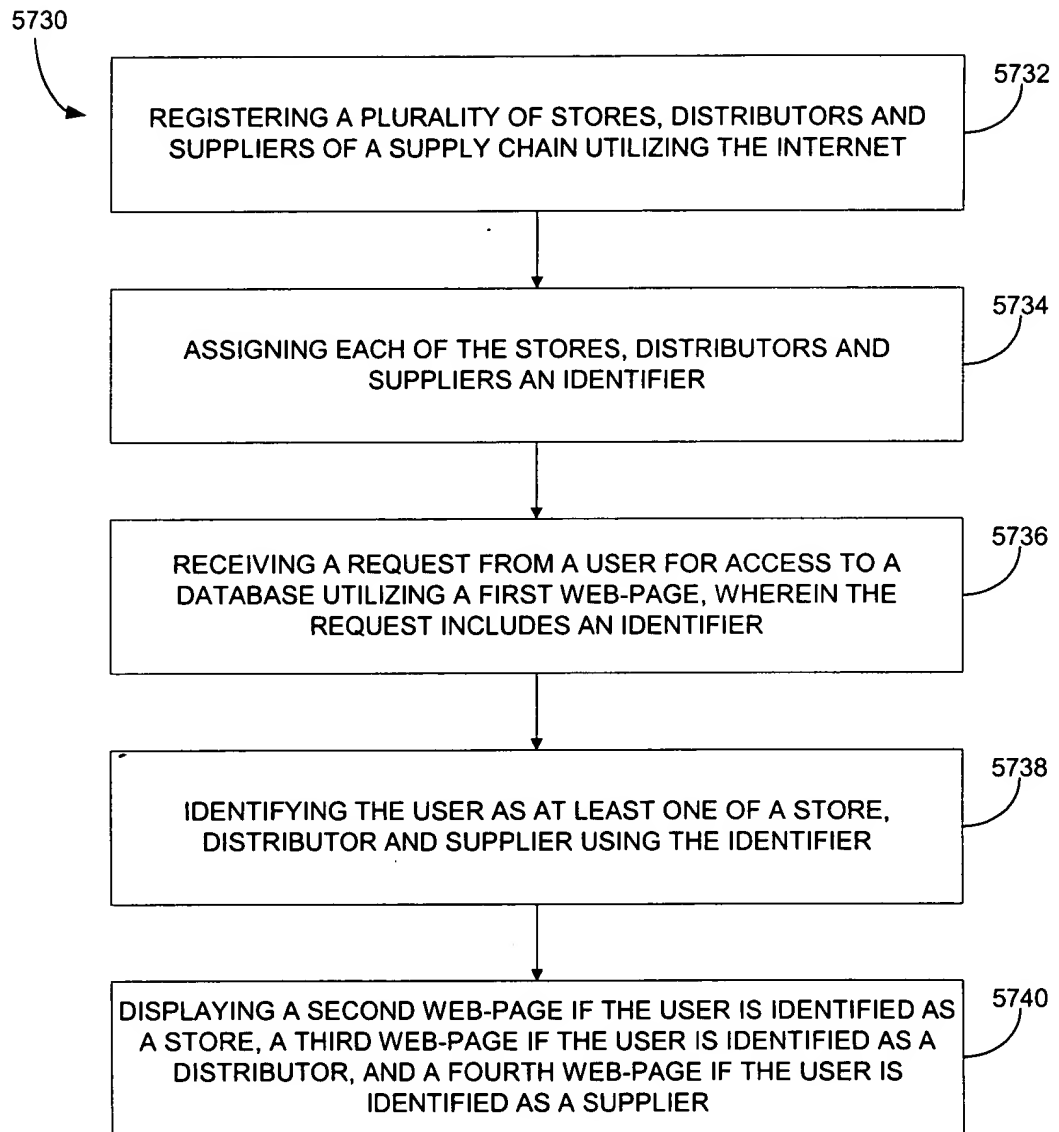 5730
5732
REGISTERING A PLURALITY OF STORES, DISTRIBUTORS AND
SUPPLIERS OF A SUPPLY CHAIN UTILIZING THE INTERNET
5734
ASSIGNING EACH OF THE STORES, DISTRIBUTORS AND
SUPPLIERS AN IDENTIFIER
5736
RECEIVING A REQUEST FROM A USER FOR ACCESS TO A
DATABASE UTILIZING A FIRST WEB-PAGE, WHEREIN THE
REQUEST INCLUDES AN IDENTIFIER
5738
IDENTIFYING THE USER AS AT LEAST ONE OF A STORE,
DISTRIBUTOR AND SUPPLIER USING THE IDENTIFIER
5740
DISPLAYING A SECOND WEB-PAGE IF THE USER IS IDENTIFIED AS
A STORE, A THIRD WEB-PAGE IF THE USER IS IDENTIFIED AS A
DISTRIBUTOR, AND A FOURTH WEB-PAGE IF THE USER IS
IDENTIFIED AS A SUPPLIER